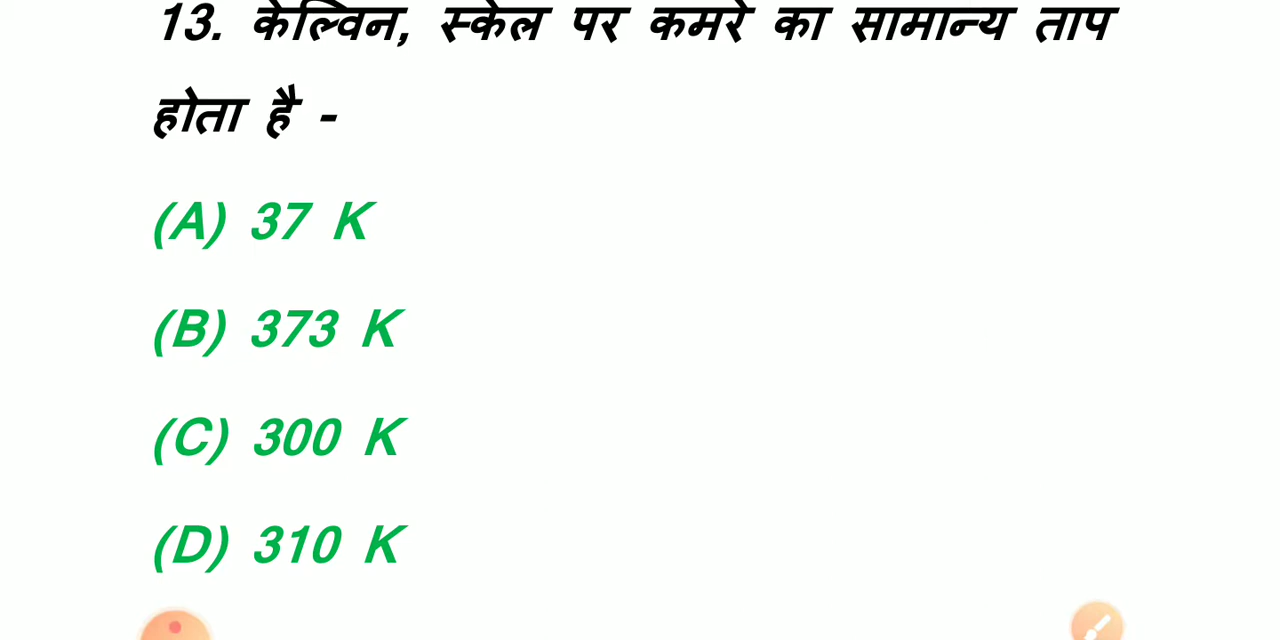 13. केल्विन, स्केल पर कमरे का सामान्य ताप
होता है -
(A) 37 K
(B) 373 K
(C) 300 K
(D) 310 K